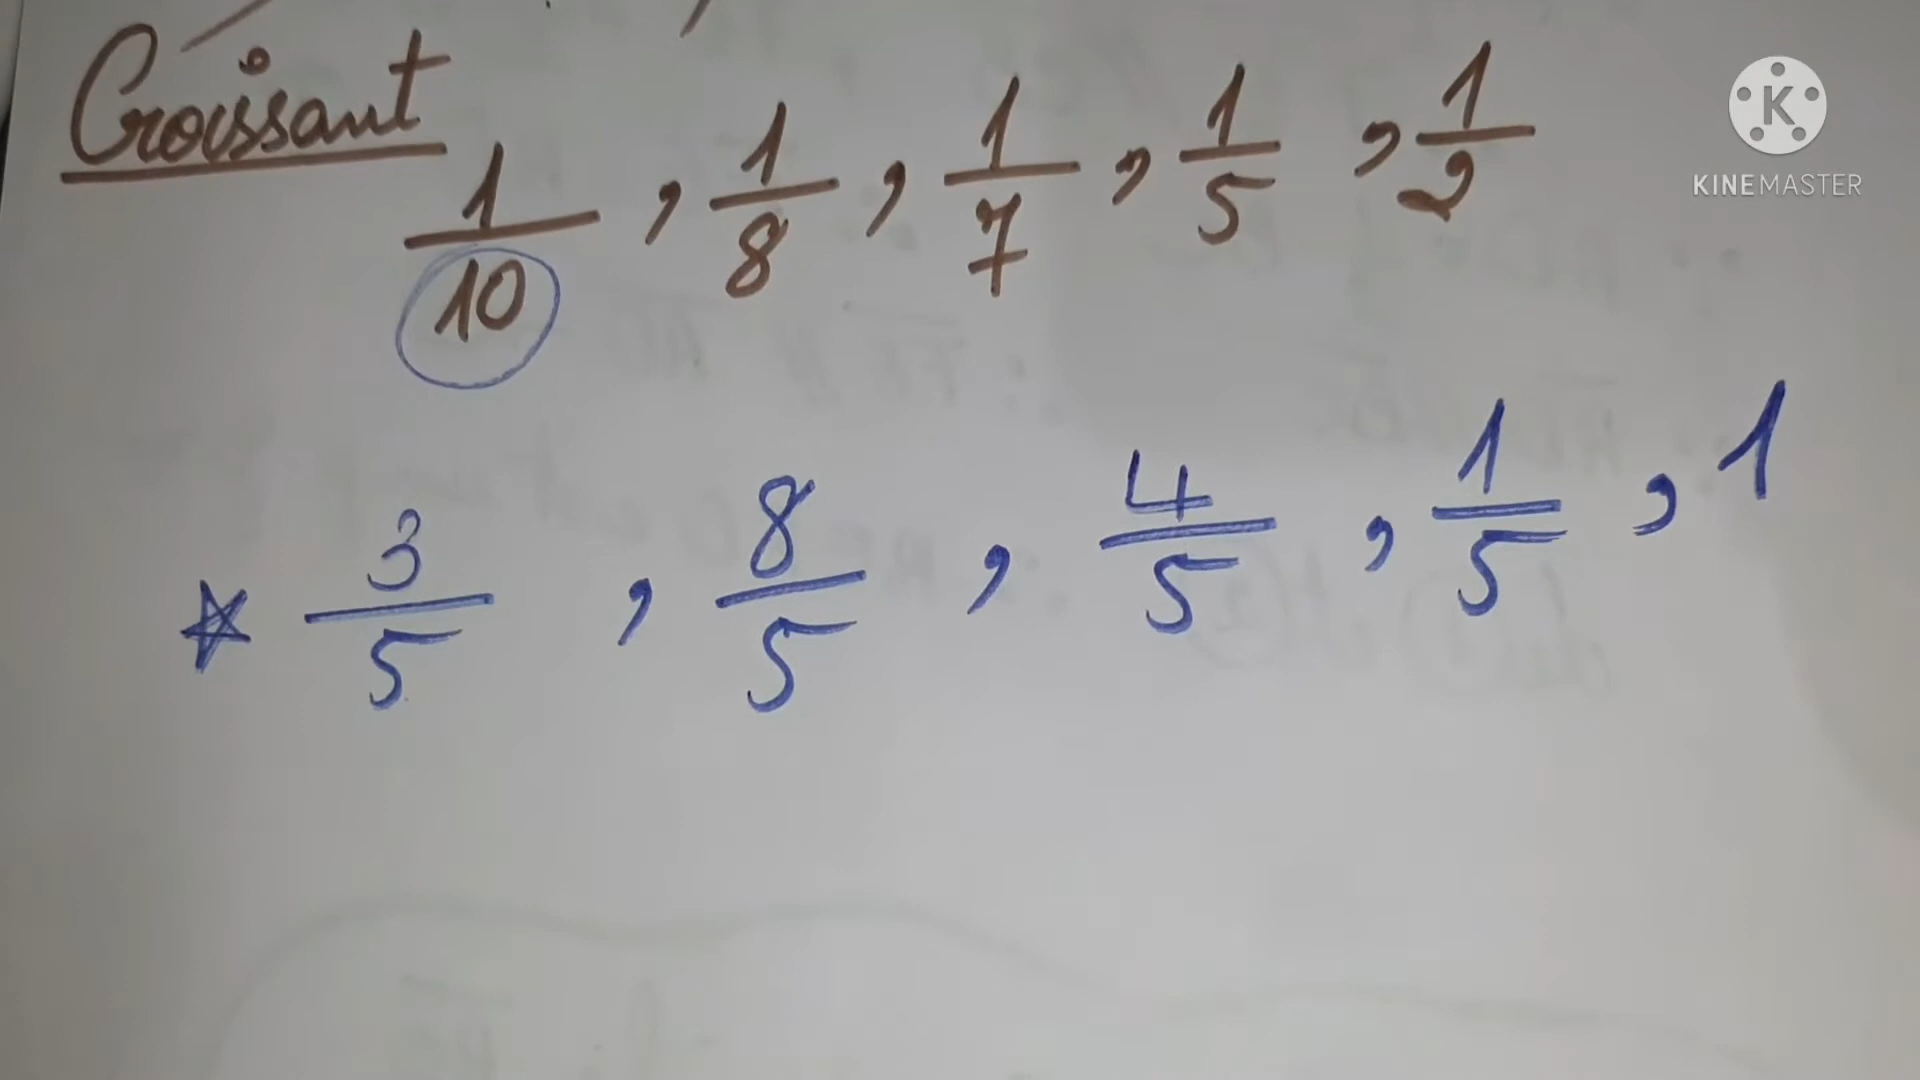 Croissant
1/10 , 1/8 , 1/7 , 1/5 , 1/2
* 3/5 , 8/5 , 4/5 , 1/5 , 1
K
KINEMASTER